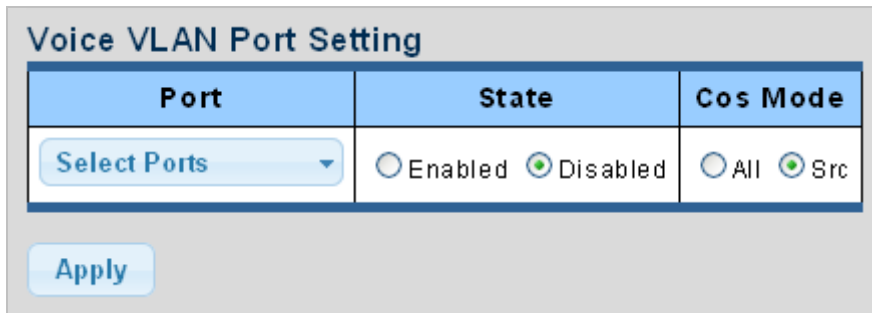 Voice VLAN Port Setting
Port State Cos Mode
Select Ports Enabled Disabled All Src
Apply